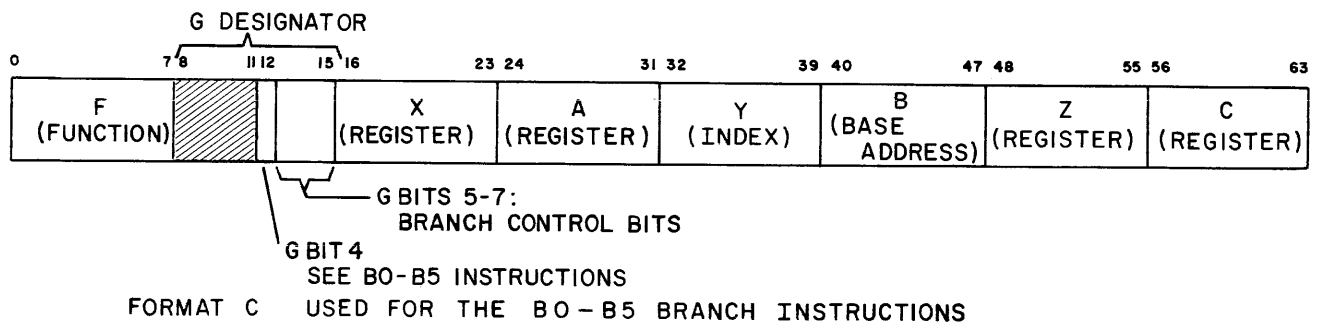 G DESIGNATOR
0 7 8 11 12 15 16 23 24 31 32 39 40 47 48 55 56 63
F
(FUNCTION)
X
(REGISTER)
A
(REGISTER)
Y
(INDEX)
B
(BASE
ADDRESS)
Z
(REGISTER)
C
(REGISTER)
G BITS 5-7:
BRANCH CONTROL BITS
G BIT 4
SEE BO-B5 INSTRUCTIONS
FORMAT C USED FOR THE BO-B5 BRANCH INSTRUCTIONS